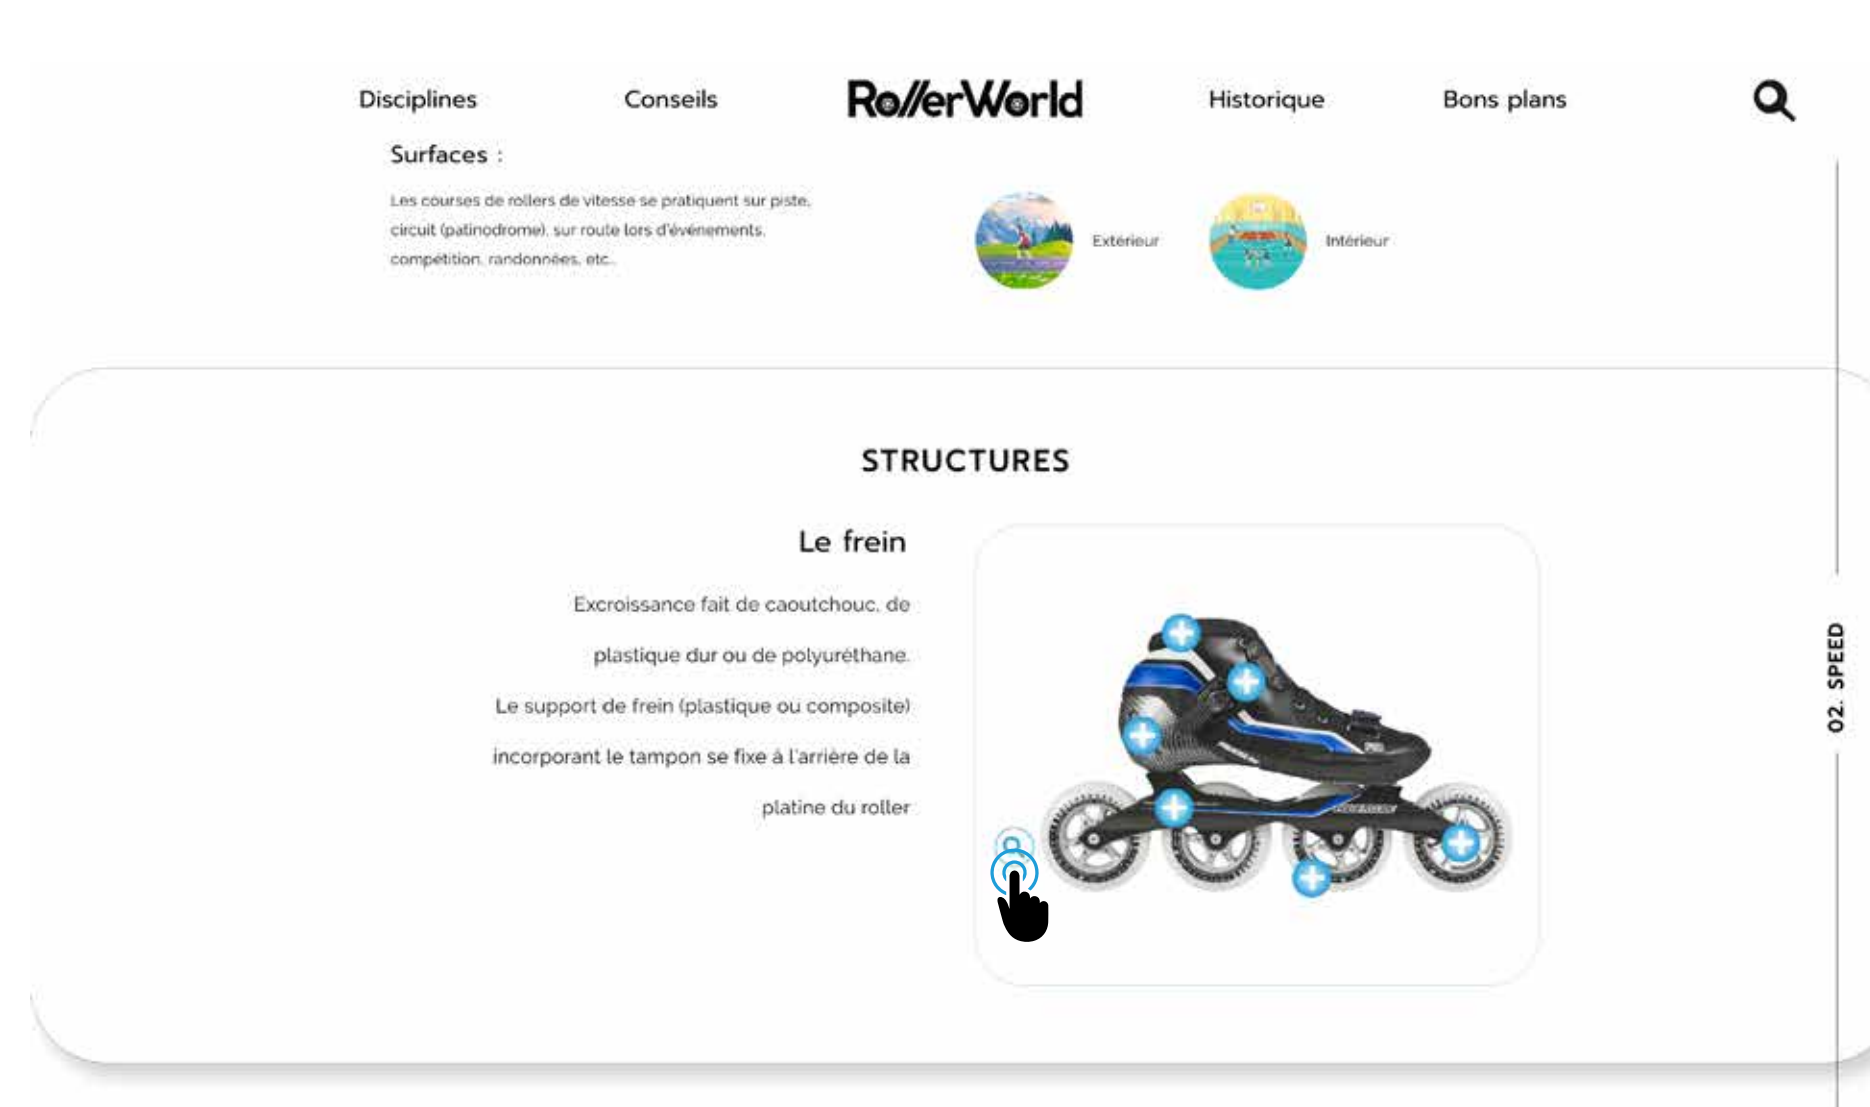 Disciplines
Conseils
RollerWorld
Historique
Bons plans
Surfaces :
Les courses de rollers de vitesse se pratiquent sur piste,
circuit (patinodrome), sur route lors d'événements,
compétition, randonnées, etc..
Extérieur
Intérieur
STRUCTURES
Le frein
Excroissance fait de caoutchouc, de
plastique dur ou de polyuréthane.
Le support de frein (plastique ou composite)
incorporant le tampon se fixe à l'arrière de la
platine du roller
02. SPEED